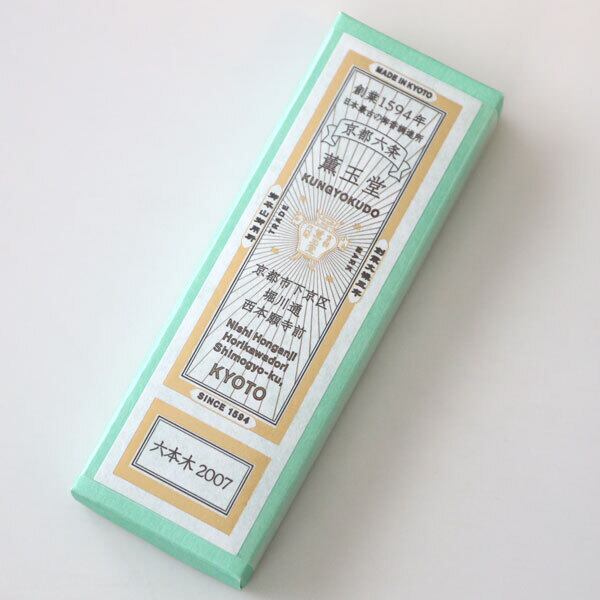 MADE IN KYOTO
創業1594年
日本最古の御香調進所
京都六条
薫玉堂
KUNGYOKUDO
TRADE
MARK
京都市下京区
堀川通
西本願寺前
Nishi Honganji
Horikawadori
Shimogyo-ku,
KYOTO
SINCE 1594
六本木 2007